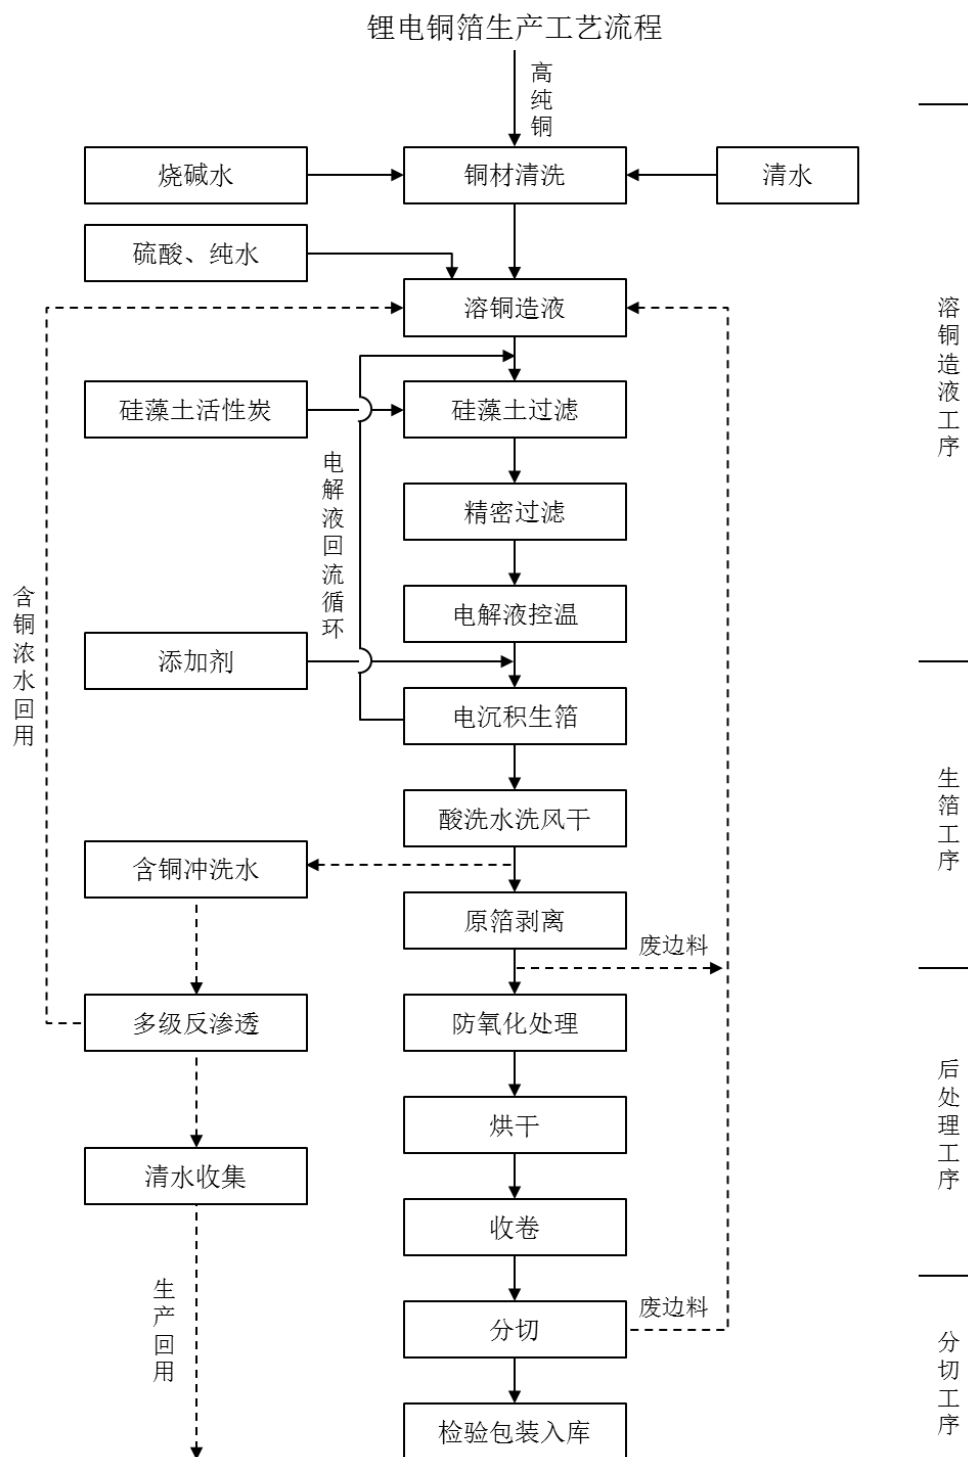 锂电铜箔生产工艺流程
高纯铜
烧碱水
铜材清洗
清水
硫酸、纯水
溶铜造液
溶铜造液工序
硅藻土活性炭
硅藻土过滤
电解液回流循环
精密过滤
含铜浓水回用
电解液控温
添加剂
电沉积生箔
生箔工序
酸洗水洗风干
含铜冲洗水
原箔剥离
废边料
多级反渗透
防氧化处理
后处理工序
烘干
清水收集
收卷
生产回用
废边料
分切
分切工序
检验包装入库